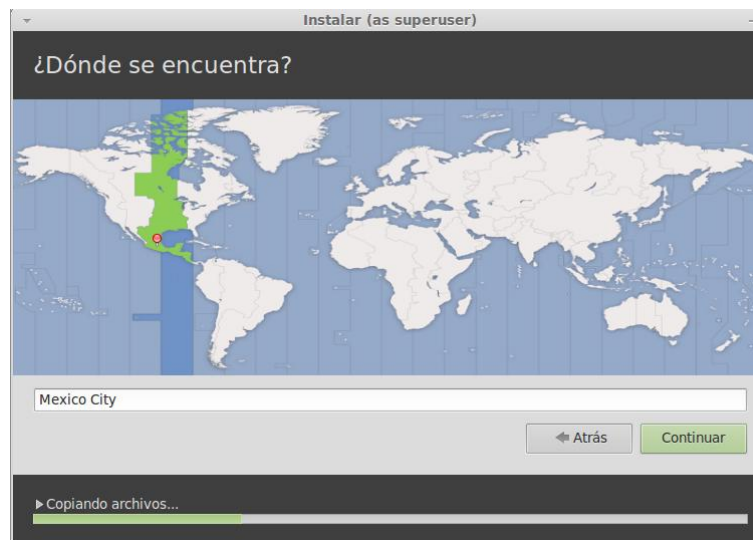 Instalar (as superuser)
¿Dónde se encuentra?
Mexico City
Atrás
Continuar
Copiando archivos...